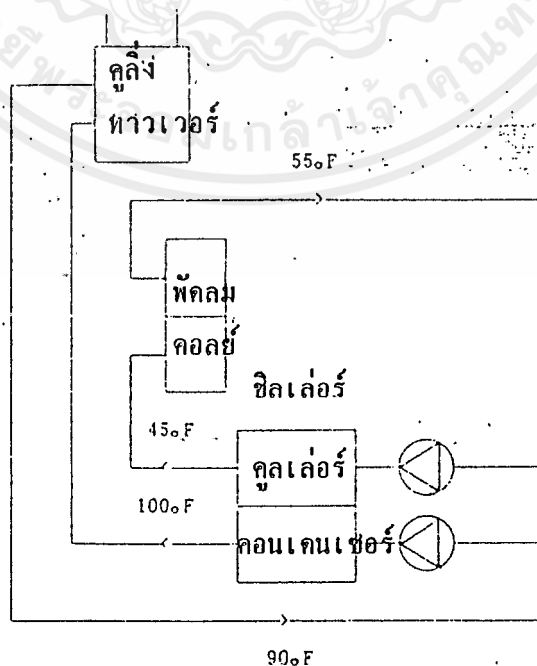 คูลิ่ง
ทาวเวอร์
55°F
พัดลม
คอลย์
ชิลเล่อร์
45°F
คูลเล่อร์
100°F
คอนเดนเซอร์
90°F